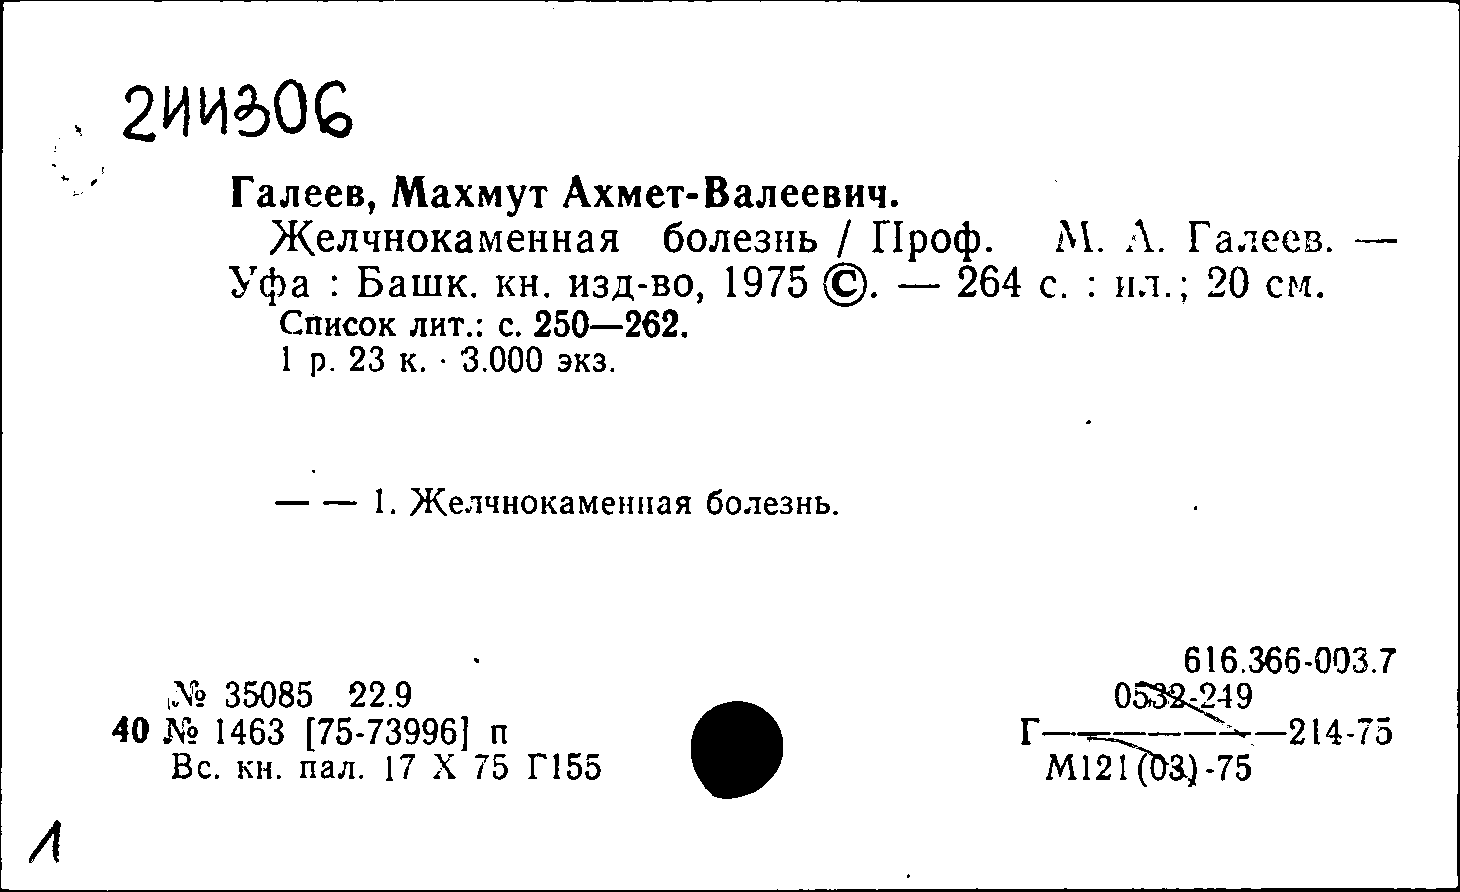 244306
Галеев, Махмут Ахмет-Валеевич.
Желчнокаменная болезнь / Проф. М. А. Галеев. —
Уфа : Башк. кн. изд-во, 1975 ©. — 264 с. : ил.; 20 см.
Список лит.: с. 250—262.
1 р. 23 к. · 3.000 экз.
— — 1. Желчнокаменная болезнь.
616.366-003.7
№ 35085 22.9
0532-249
40 № 1463 [75-73996] п
Г————————214-75
Вс. кн. пал. 17 X 75 Г155
М121(03)-75
1